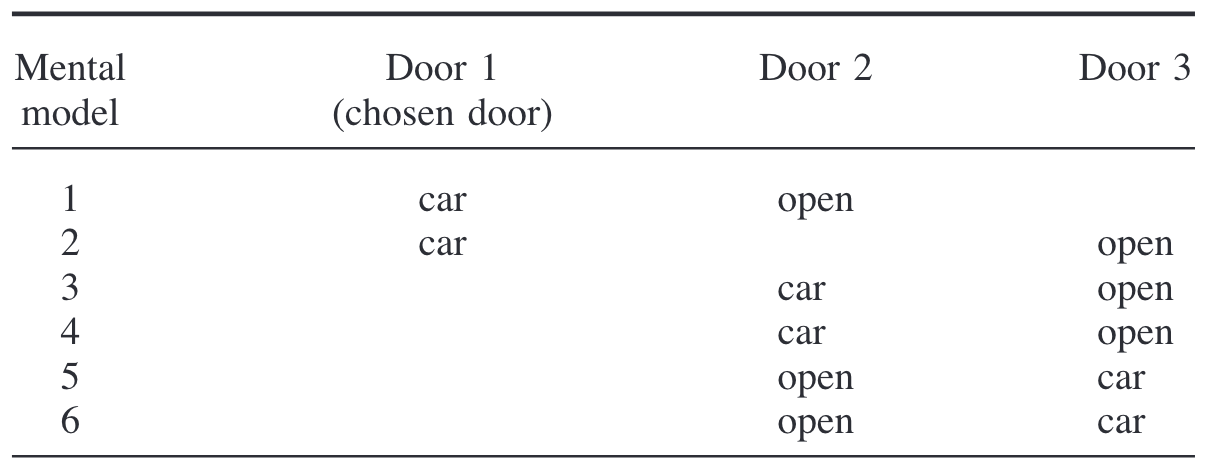 Mental Door 1 Door 2 Door 3
model (chosen door)
1 car open
2 car open
3 car open
4 car open
5 open car
6 open car